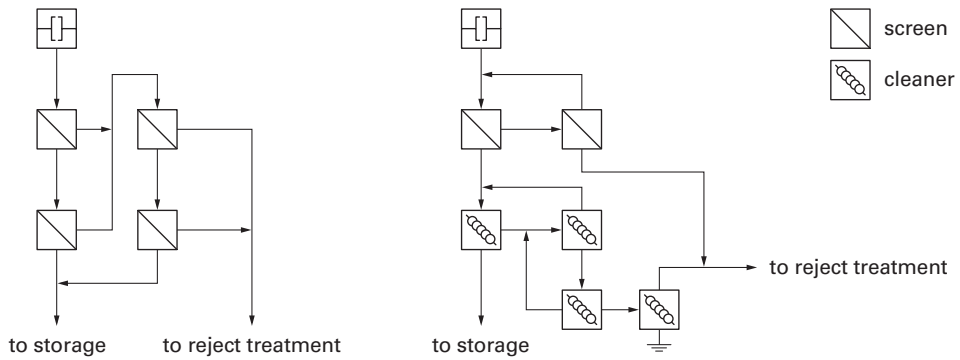 screen
cleaner
to reject treatment
to storage
to reject treatment
to storage